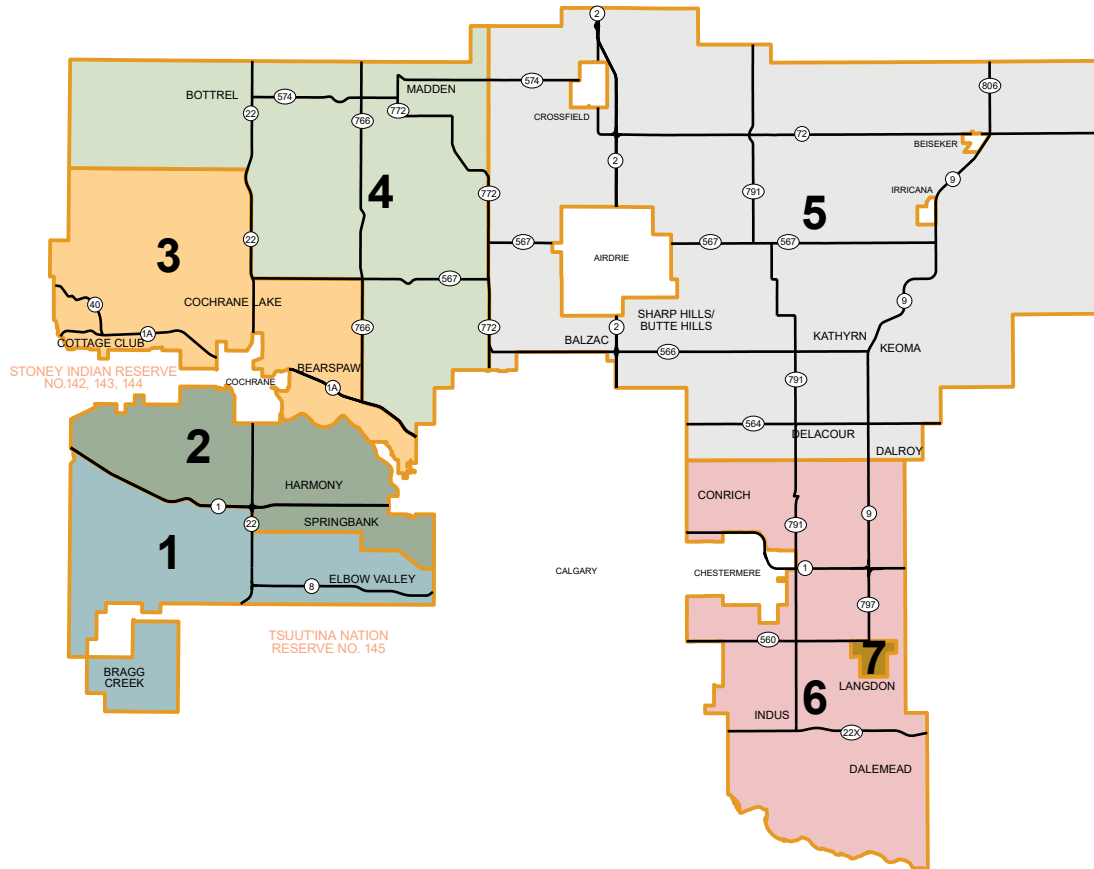 2
806
574
574
BOTTREL
MADDEN
22
766
772
CROSSFIELD
72
BEISEKER
2
IRRICANA
9
4
772
791
5
3
22
567
567
567
AIRDRIE
567
40
COCHRANE LAKE
9
SHARP HILLS/
BUTTE HILLS
1A
766
772
2
KATHYRN
COTTAGE CLUB
BALZAC
566
KEOMA
STONEY INDIAN RESERVE
NO.142, 143, 144
BEARSPAW
COCHRANE
1A
791
564
DELACOUR
2
DALROY
HARMONY
CONRICH
1
22
SPRINGBANK
791
9
1
ELBOW VALLEY
8
CALGARY
CHESTERMERE
1
797
TSUUT'INA NATION
RESERVE NO. 145
560
7
BRAGG
CREEK
LANGDON
6
INDUS
22X
DALEMEAD